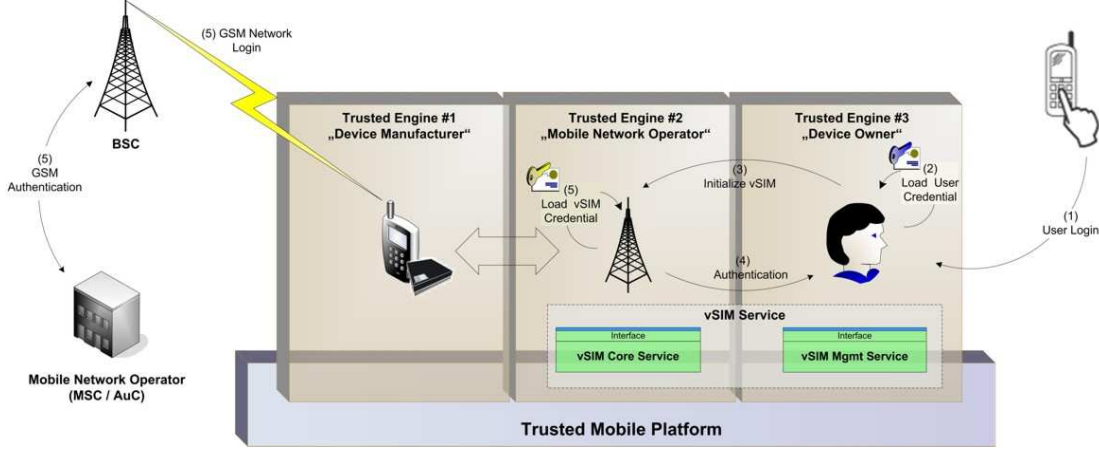 (5) GSM Network
Login
BSC
(5)
GSM
Authentication
Mobile Network Operator
(MSC / AuC)
Trusted Engine #1
„Device Manufacturer“
Trusted Engine #2
„Mobile Network Operator“
Trusted Engine #3
„Device Owner“
(5)
Load vSIM
Credential
(3)
Initialize vSIM
(2)
Load User
Credential
(4)
Authentication
(1)
User Login
vSIM Service
Interface
vSIM Core Service
Interface
vSIM Mgmt Service
Trusted Mobile Platform